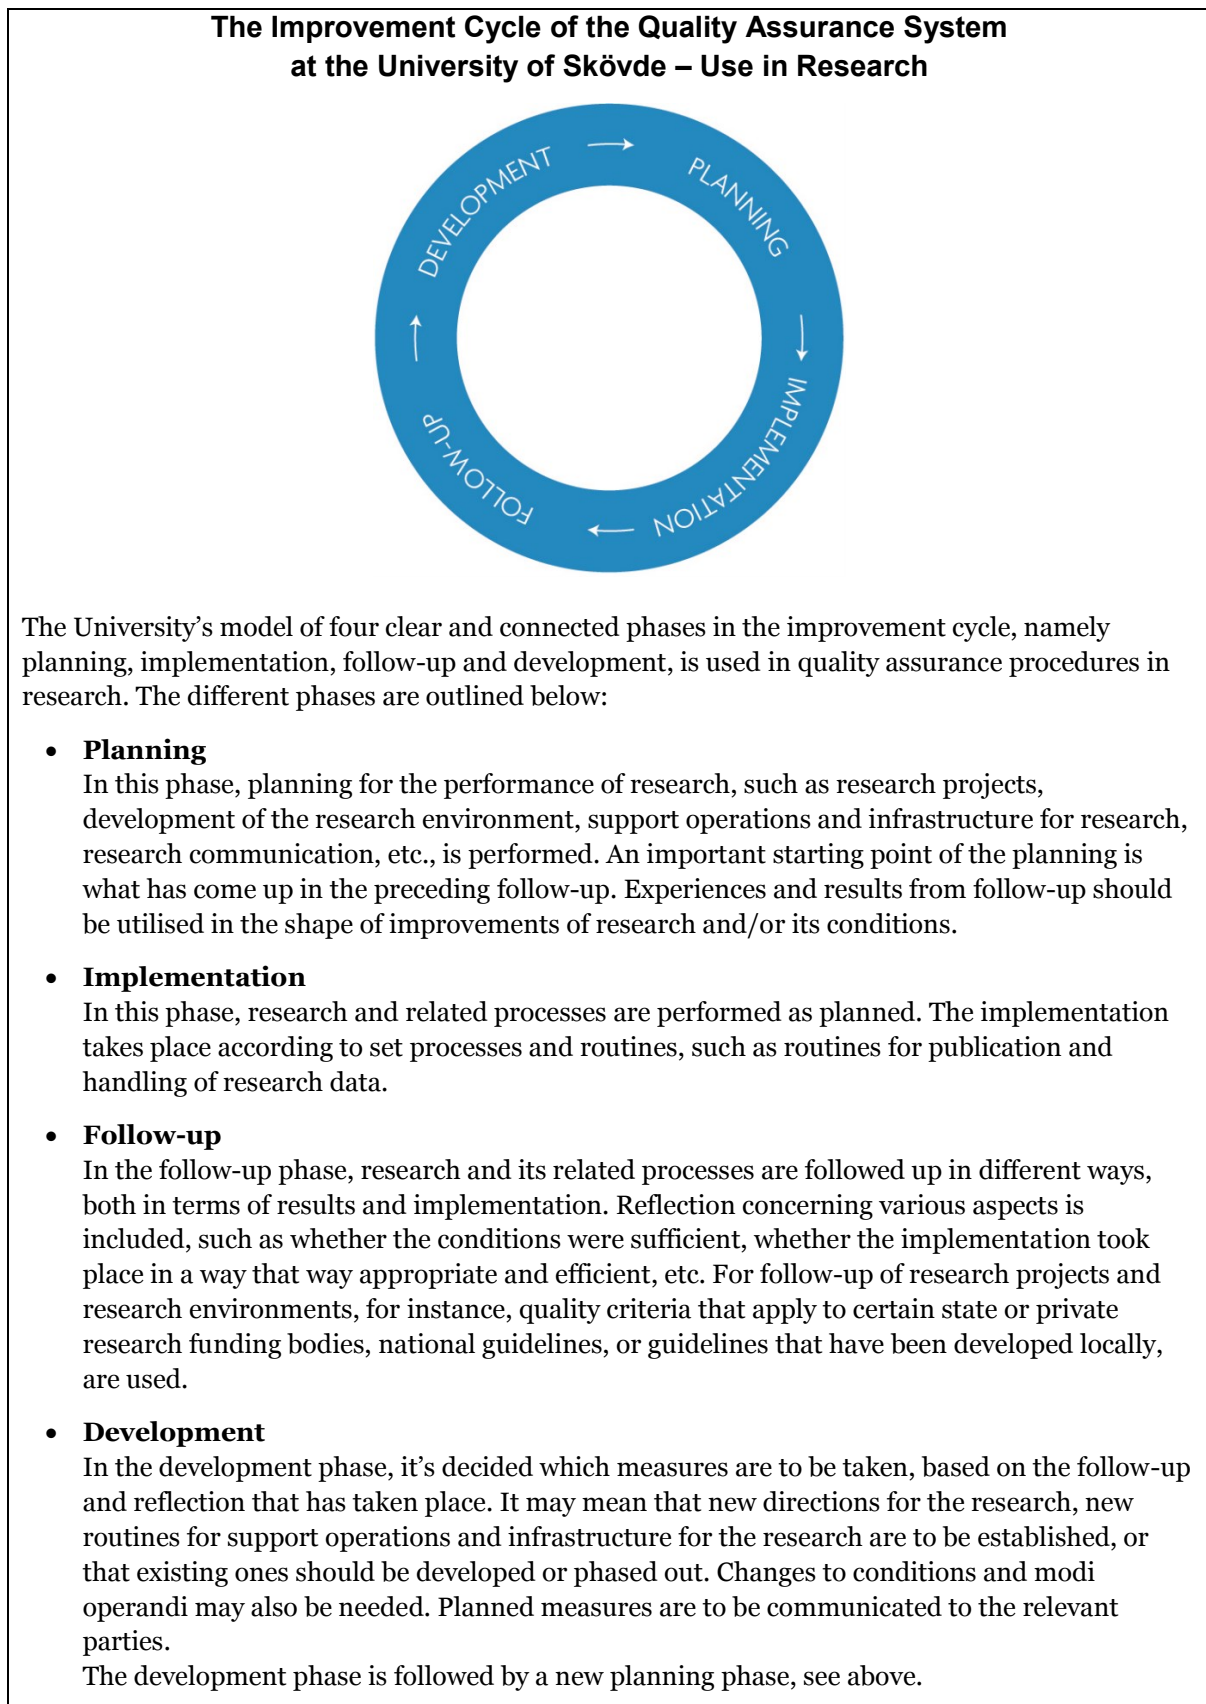 The Improvement Cycle of the Quality Assurance System
at the University of Skövde – Use in Research
DEVELOPMENT
PLANNING
IMPLEMENTATION
FOLLOW-UP
The University’s model of four clear and connected phases in the improvement cycle, namely
planning, implementation, follow-up and development, is used in quality assurance procedures in
research. The different phases are outlined below:
• Planning
In this phase, planning for the performance of research, such as research projects,
development of the research environment, support operations and infrastructure for research,
research communication, etc., is performed. An important starting point of the planning is
what has come up in the preceding follow-up. Experiences and results from follow-up should
be utilised in the shape of improvements of research and/or its conditions.
• Implementation
In this phase, research and related processes are performed as planned. The implementation
takes place according to set processes and routines, such as routines for publication and
handling of research data.
• Follow-up
In the follow-up phase, research and its related processes are followed up in different ways,
both in terms of results and implementation. Reflection concerning various aspects is
included, such as whether the conditions were sufficient, whether the implementation took
place in a way that way appropriate and efficient, etc. For follow-up of research projects and
research environments, for instance, quality criteria that apply to certain state or private
research funding bodies, national guidelines, or guidelines that have been developed locally,
are used.
• Development
In the development phase, it’s decided which measures are to be taken, based on the follow-up
and reflection that has taken place. It may mean that new directions for the research, new
routines for support operations and infrastructure for the research are to be established, or
that existing ones should be developed or phased out. Changes to conditions and modi
operandi may also be needed. Planned measures are to be communicated to the relevant
parties.
The development phase is followed by a new planning phase, see above.